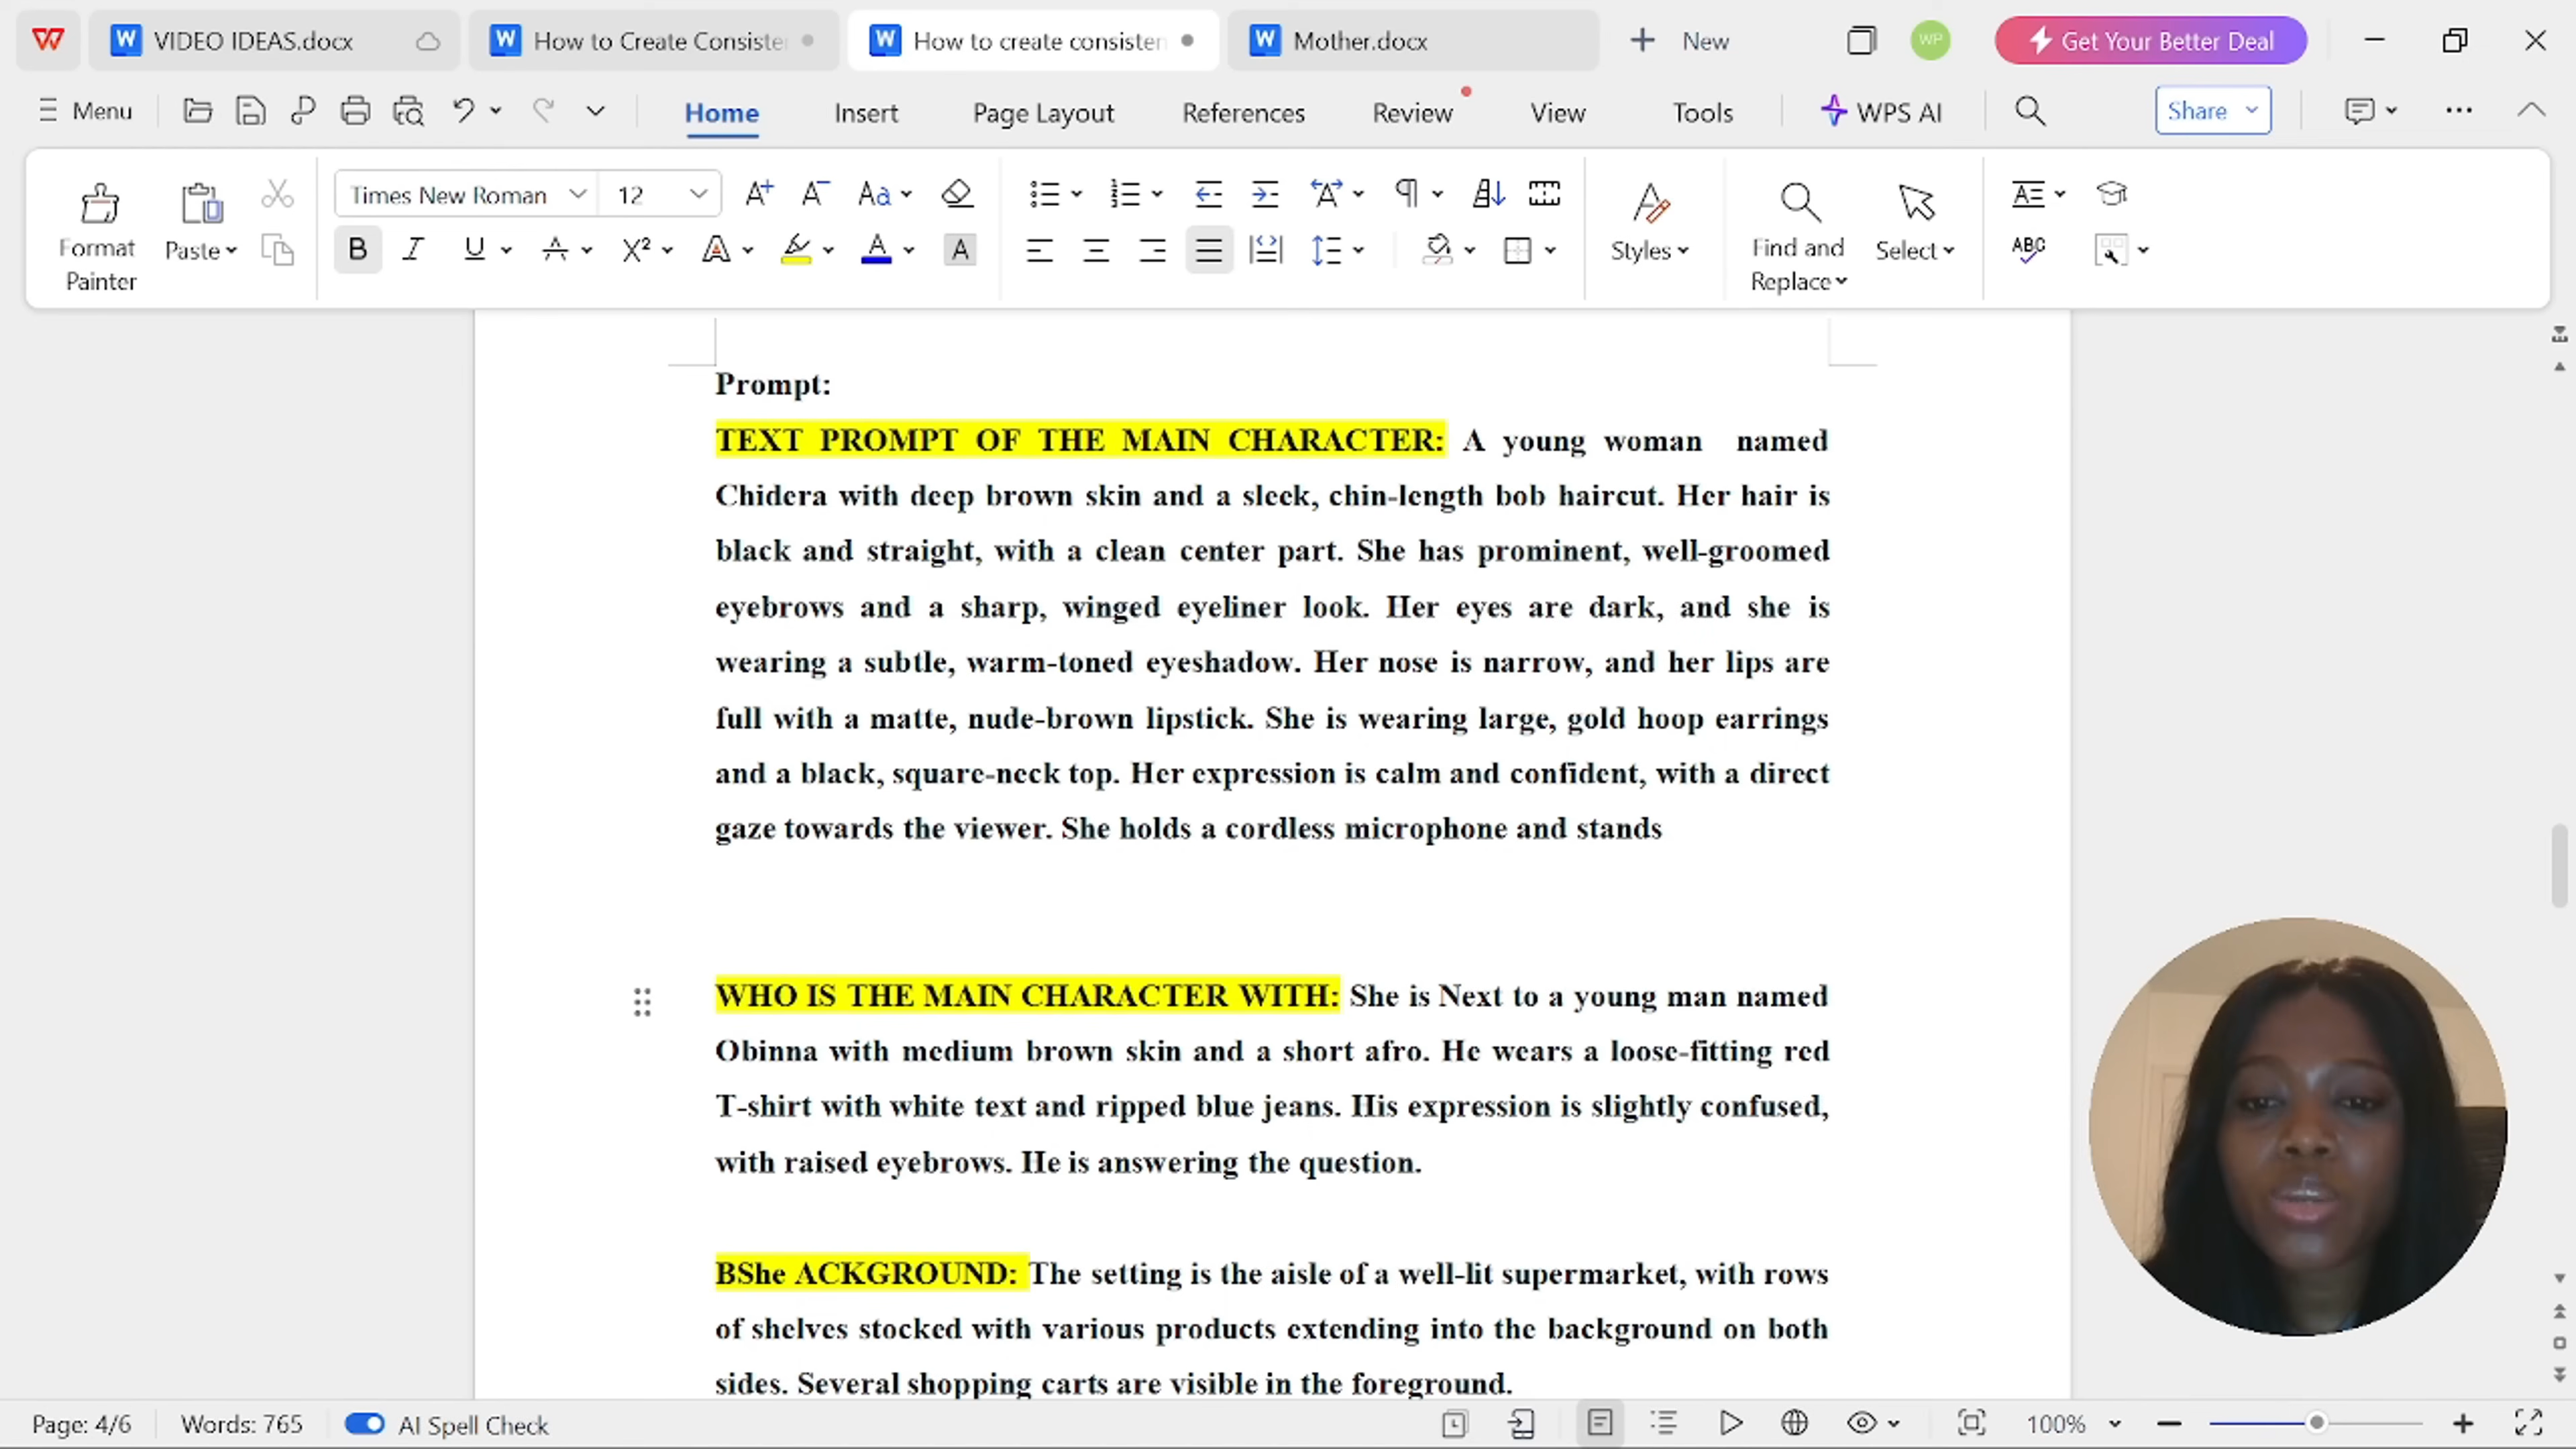 VIDEO IDEAS.docx
How to Create Consister
How to create consisten
Mother.docx
New
WP
Get Your Better Deal
Menu
Home
Insert
Page Layout
References
Review
View
Tools
WPS AI
Share
Format Painter
Paste
Times New Roman
12
Styles
Find and Replace
Select
Prompt:
TEXT PROMPT OF THE MAIN CHARACTER: A young woman named
Chidera with deep brown skin and a sleek, chin-length bob haircut. Her hair is
black and straight, with a clean center part. She has prominent, well-groomed
eyebrows and a sharp, winged eyeliner look. Her eyes are dark, and she is
wearing a subtle, warm-toned eyeshadow. Her nose is narrow, and her lips are
full with a matte, nude-brown lipstick. She is wearing large, gold hoop earrings
and a black, square-neck top. Her expression is calm and confident, with a direct
gaze towards the viewer. She holds a cordless microphone and stands
WHO IS THE MAIN CHARACTER WITH: She is Next to a young man named
Obinna with medium brown skin and a short afro. He wears a loose-fitting red
T-shirt with white text and ripped blue jeans. His expression is slightly confused,
with raised eyebrows. He is answering the question.
BShe ACKGROUND: The setting is the aisle of a well-lit supermarket, with rows
of shelves stocked with various products extending into the background on both
sides. Several shopping carts are visible in the foreground.
Page: 4/6
Words: 765
AI Spell Check
100%